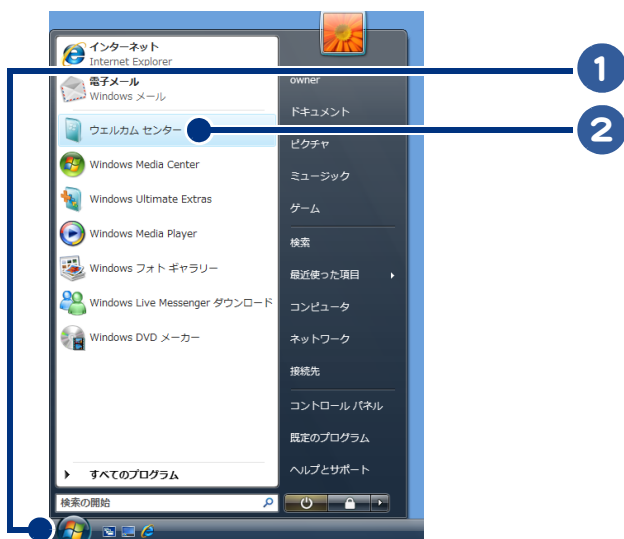 インターネット
Internet Explorer
電子メール
Windows メール
ウエルカム センター
Windows Media Center
Windows Ultimate Extras
Windows Media Player
Windows フォト ギャラリー
Windows Live Messenger ダウンロード
Windows DVD メーカー
すべてのプログラム
検索の開始
owner
ドキュメント
ピクチャ
ミュージック
ゲーム
検索
最近使った項目
コンピュータ
ネットワーク
接続先
コントロール パネル
既定のプログラム
ヘルプとサポート
1
2